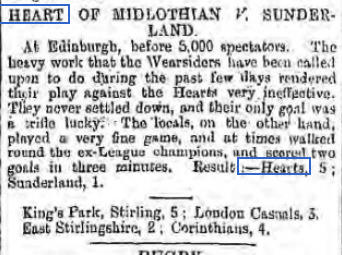 HEART OF MIDLOTHIAN V. SUNDER-
LAND.
At Edinburgh, before 5,000 spectators. The
heavy work that the Wearsiders have been called
upon to do during the past few days rendered
their play against the Hearts very ineffective.
They never settled down, and their only goal was
a trifle lucky. The locals, on the other hand,
played a very fine game, and at times walked
round the ex-League champions, and scored two
goals in three minutes. Result :—Hearts, 5 ;
Sunderland, 1.
King's Park, Stirling, 5 ; London Casuals, 3.
East Stirlingshire, 2 ; Corinthians, 4.
RUGBY